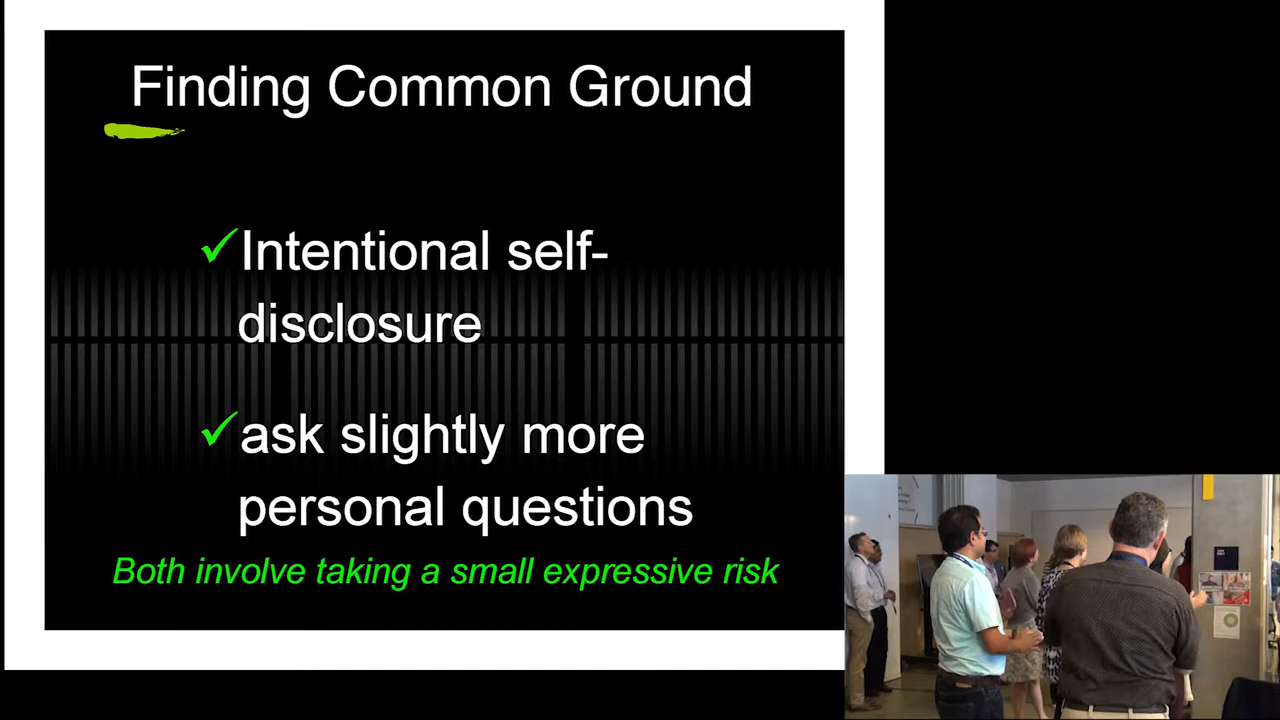 Finding Common Ground
Intentional self-
disclosure
ask slightly more
personal questions
Both involve taking a small expressive risk